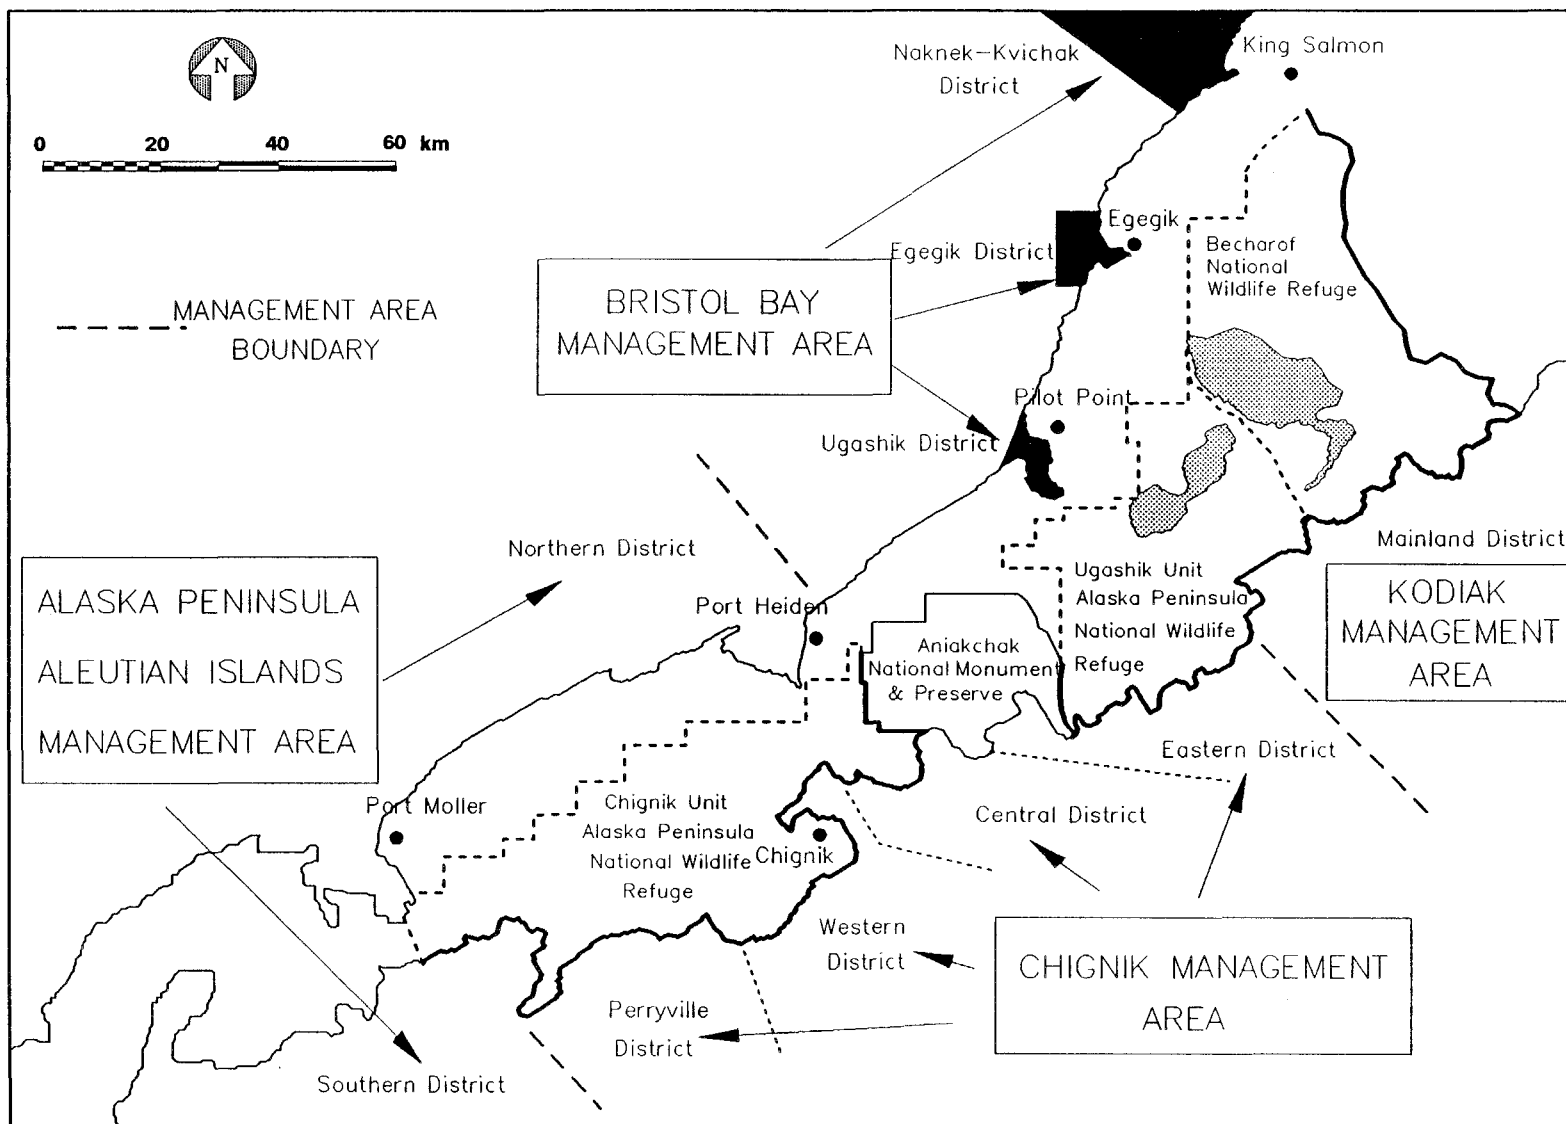 N
0 20 40 60 km
MANAGEMENT AREA
BOUNDARY
Naknek-Kvichak
District
King Salmon
Egegik
Egegik District
Becharof
National
Wildlife Refuge
BRISTOL BAY
MANAGEMENT AREA
Pilot Point
Ugashik District
Northern District
Mainland District
KODIAK
MANAGEMENT
AREA
ALASKA PENINSULA
ALEUTIAN ISLANDS
MANAGEMENT AREA
Port Heiden
Ugashik Unit
Alaska Peninsula
National Wildlife
Refuge
Aniakchak
National Monument
& Preserve
Eastern District
Central District
Port Moller
Chignik Unit
Alaska Peninsula
National Wildlife
Refuge
Chignik
Western
District
CHIGNIK MANAGEMENT
AREA
Perryville
District
Southern District